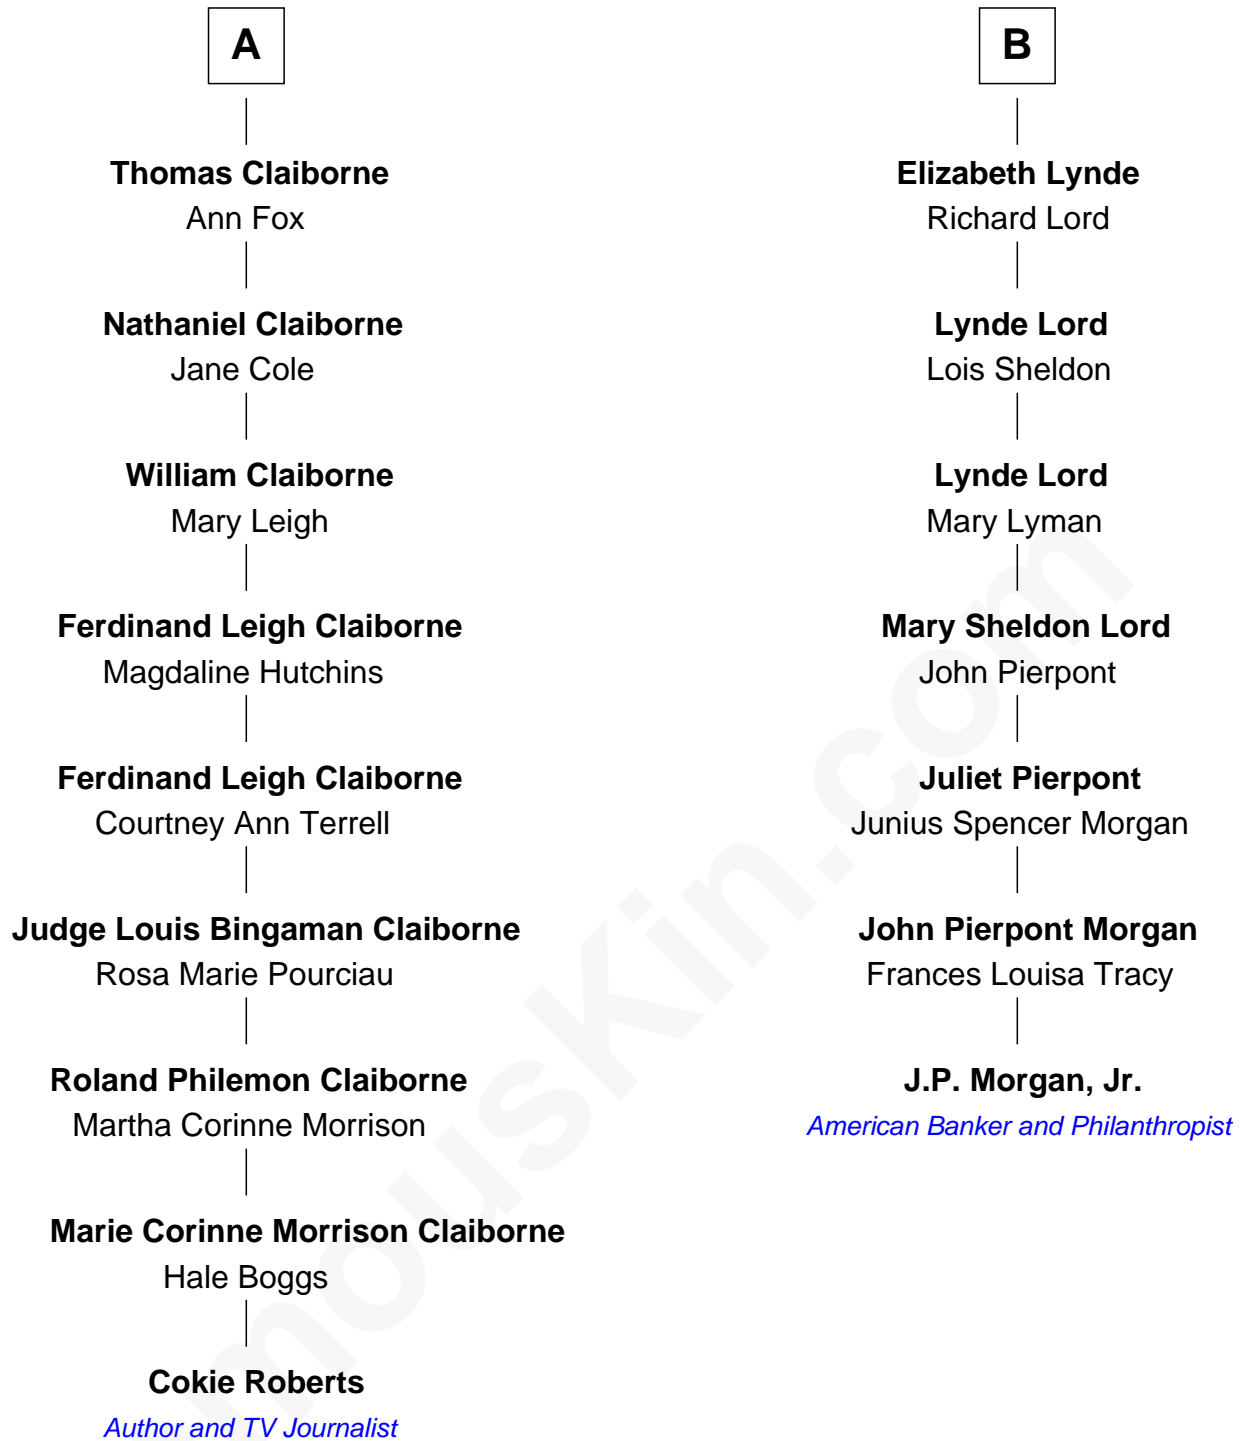 A
Thomas Claiborne
Ann Fox
Nathaniel Claiborne
Jane Cole
William Claiborne
Mary Leigh
Ferdinand Leigh Claiborne
Magdaline Hutchins
Ferdinand Leigh Claiborne
Courtney Ann Terrell
Judge Louis Bingaman Claiborne
Rosa Marie Pourciau
Roland Philemon Claiborne
Martha Corinne Morrison
Marie Corinne Morrison Claiborne
Hale Boggs
Cokie Roberts
Author and TV Journalist
B
Elizabeth Lynde
Richard Lord
Lynde Lord
Lois Sheldon
Lynde Lord
Mary Lyman
Mary Sheldon Lord
John Pierpont
Juliet Pierpont
Junius Spencer Morgan
John Pierpont Morgan
Frances Louisa Tracy
J.P. Morgan, Jr.
American Banker and Philanthropist
mousKin.com